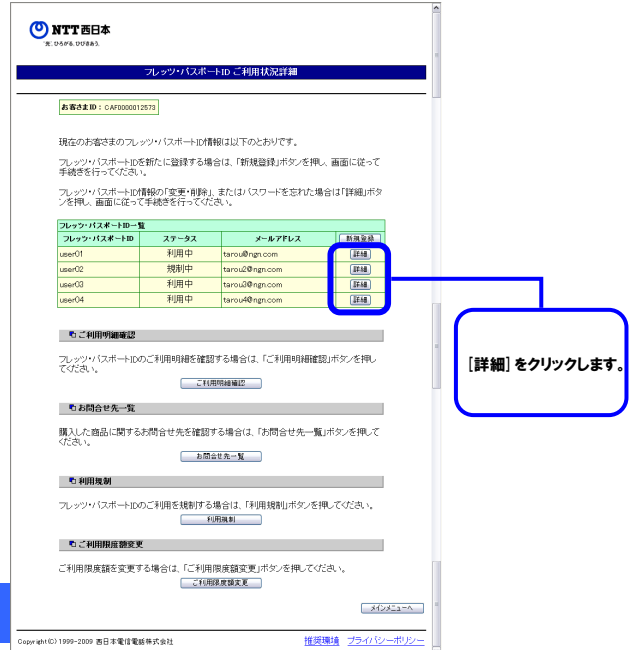 NTT西日本
光、ひろがる、ひびきあう。
フレッツ・パスポートID ご利用状況詳細
お客さまID： CAF0000012573
現在のお客さまのフレッツ・パスポートID情報は以下のとおりです。
フレッツ・パスポートIDを新たに登録する場合は、「新規登録」ボタンを押し、画面に従って
手続きを行ってください。
フレッツ・パスポートID情報の「変更・削除」、またはパスワードを忘れた場合は「詳細」ボタ
ンを押し、画面に従って手続きを行ってください。
フレッツ・パスポートID一覧
フレッツ・パスポートID ステータス メールアドレス 新規登録
user01 利用中 tarou@ngn.com 詳細
user02 規制中 tarou2@ngn.com 詳細
user03 利用中 tarou3@ngn.com 詳細
user04 利用中 tarou4@ngn.com 詳細
[詳細]をクリックします。
ご利用明細確認
フレッツ・パスポートIDのご利用明細を確認する場合は、「ご利用明細確認」ボタンを押し
てください。
ご利用明細確認
お問合せ先一覧
購入した商品に関するお問合せ先を確認する場合は、「お問合せ先一覧」ボタンを押して
ください。
お問合せ先一覧
利用規制
フレッツ・パスポートIDのご利用を規制する場合は、「利用規制」ボタンを押してください。
利用規制
ご利用限度額変更
ご利用限度額を変更する場合は、「ご利用限度額変更」ボタンを押してください。
ご利用限度額変更
メインメニューへ
Copyright(C) 1999-2009 西日本電信電話株式会社 推奨環境 プライバシーポリシー